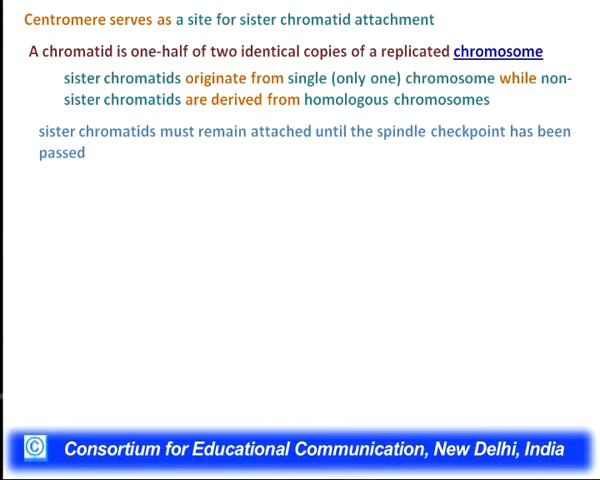 Centromere serves as a site for sister chromatid attachment
A chromatid is one-half of two identical copies of a replicated chromosome
sister chromatids originate from single (only one) chromosome while non-
sister chromatids are derived from homologous chromosomes
sister chromatids must remain attached until the spindle checkpoint has been
passed
© Consortium for Educational Communication, New Delhi, India